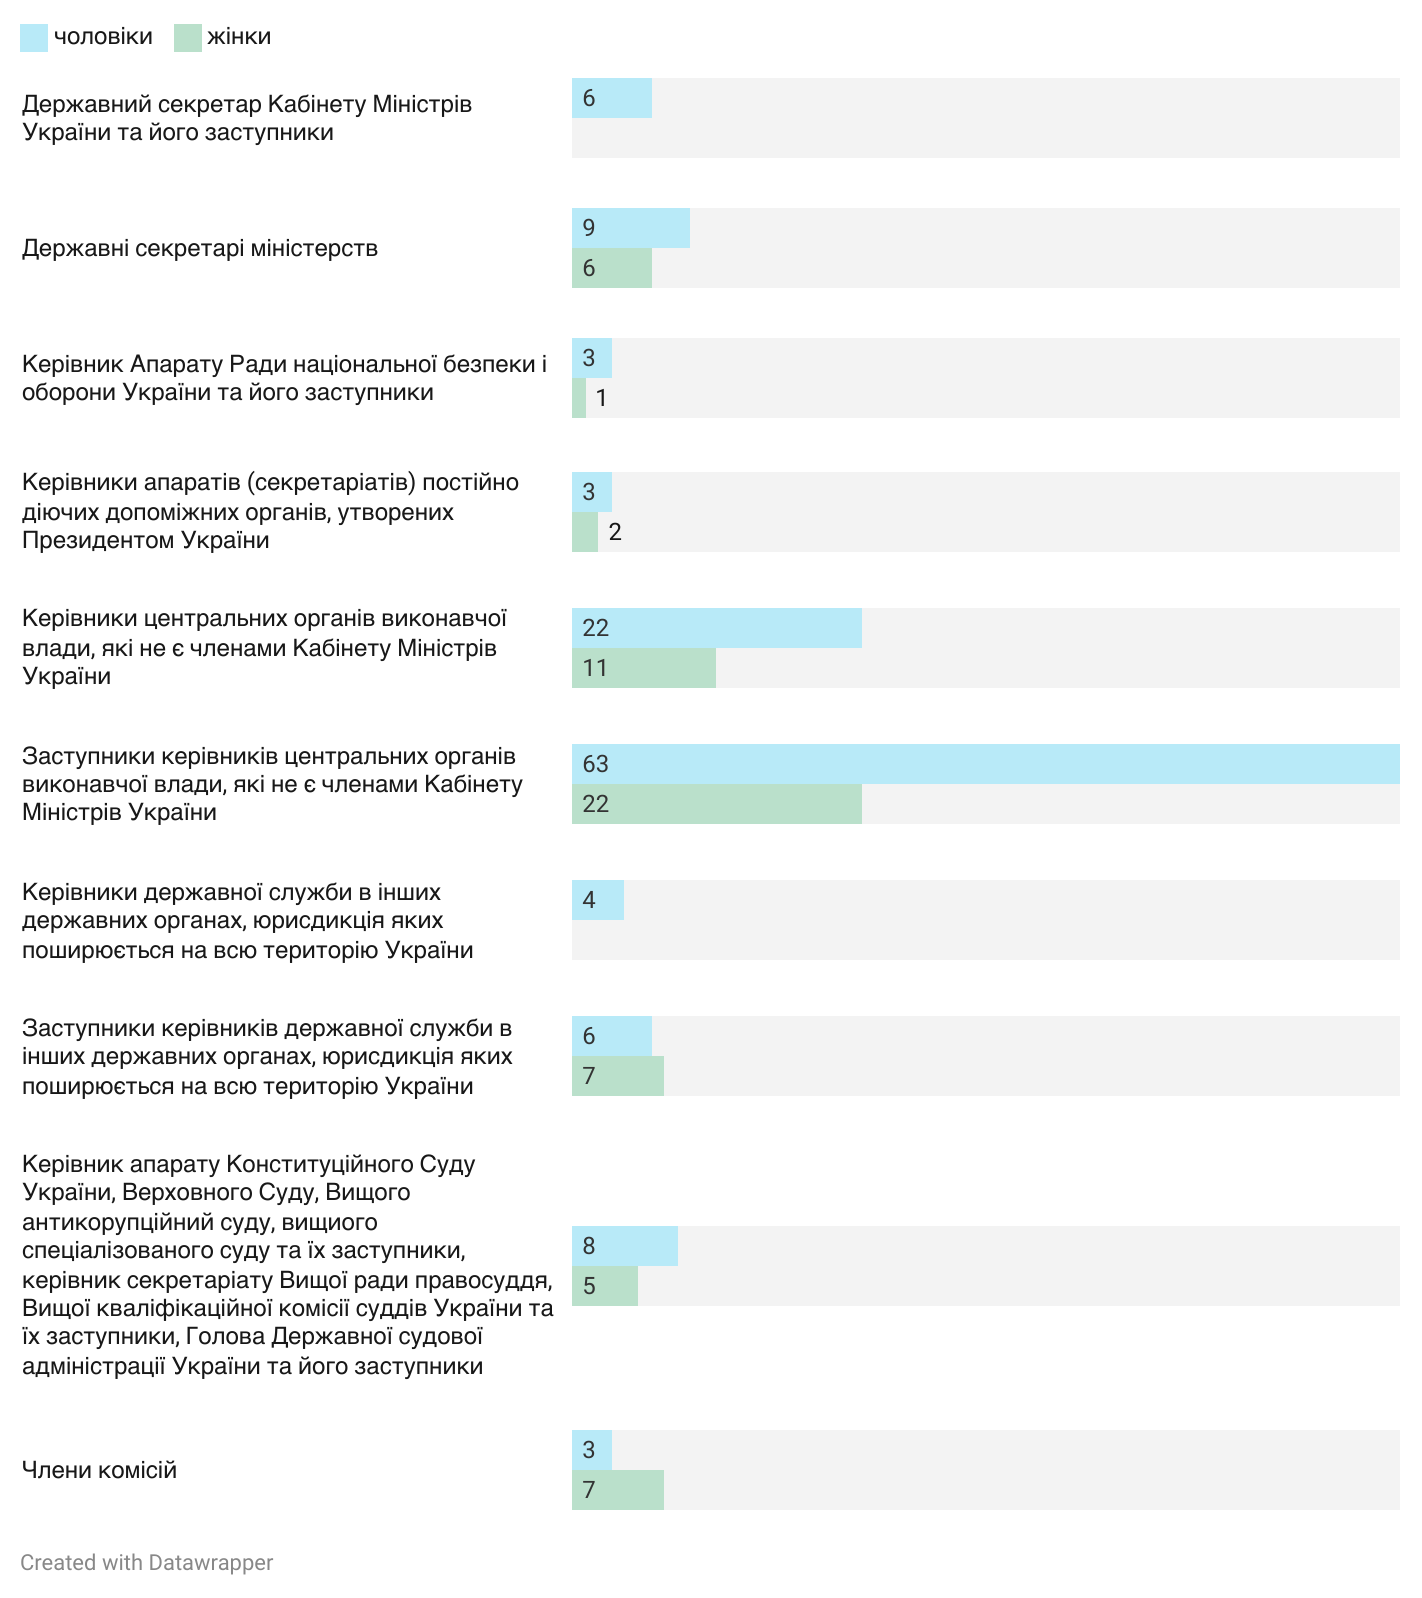 чоловіки жінки
Державний секретар Кабінету Міністрів
України та його заступники
6
Державні секретарі міністерств
9
6
Керівник Апарату Ради національної безпеки і
оборони України та його заступники
3
1
Керівники апаратів (секретаріатів) постійно
діючих допоміжних органів, утворених
Президентом України
3
2
Керівники центральних органів виконавчої
влади, які не є членами Кабінету Міністрів
України
22
11
Заступники керівників центральних органів
виконавчої влади, які не є членами Кабінету
Міністрів України
63
22
Керівники державної служби в інших
державних органах, юрисдикція яких
поширюється на всю територію України
4
Заступники керівників державної служби в
інших державних органах, юрисдикція яких
поширюється на всю територію України
6
7
Керівник апарату Конституційного Суду
України, Верховного Суду, Вищого
антикорупційний суду, вищиого
спеціалізованого суду та їх заступники,
керівник секретаріату Вищої ради правосуддя,
Вищої кваліфікаційної комісії суддів України та
їх заступники, Голова Державної судової
адміністрації України та його заступники
8
5
Члени комісій
3
7
Created with Datawrapper